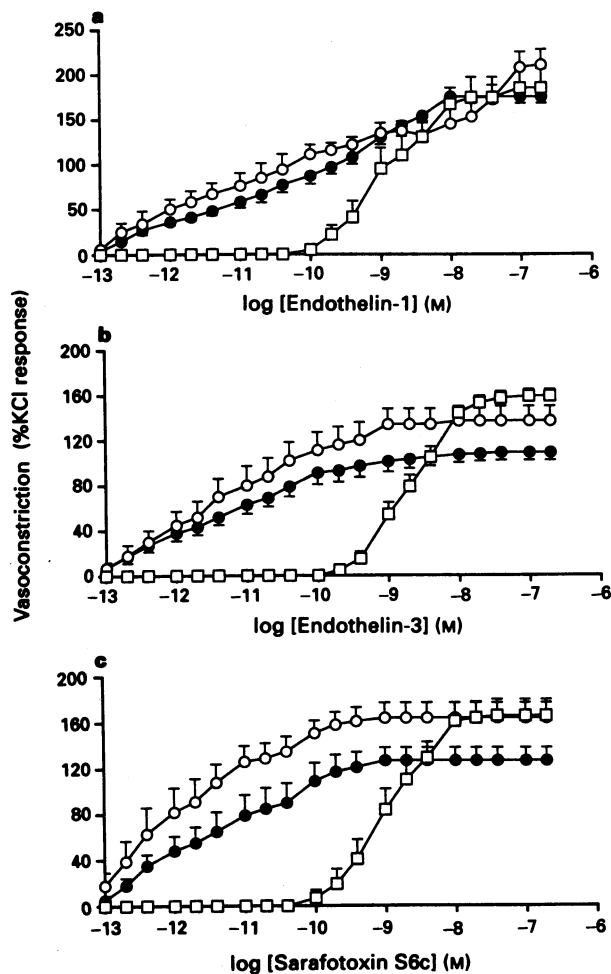 a
250
200
150
100
50
0
−13 −12 −11 −10 −9 −8 −7 −6
log [Endothelin-1] (M)
Vasoconstriction (%KCl response)
b
200
160
120
80
40
0
−13 −12 −11 −10 −9 −8 −7 −6
log [Endothelin-3] (M)
c
200
160
120
80
40
0
−13 −12 −11 −10 −9 −8 −7 −6
log [Sarafotoxin S6c] (M)